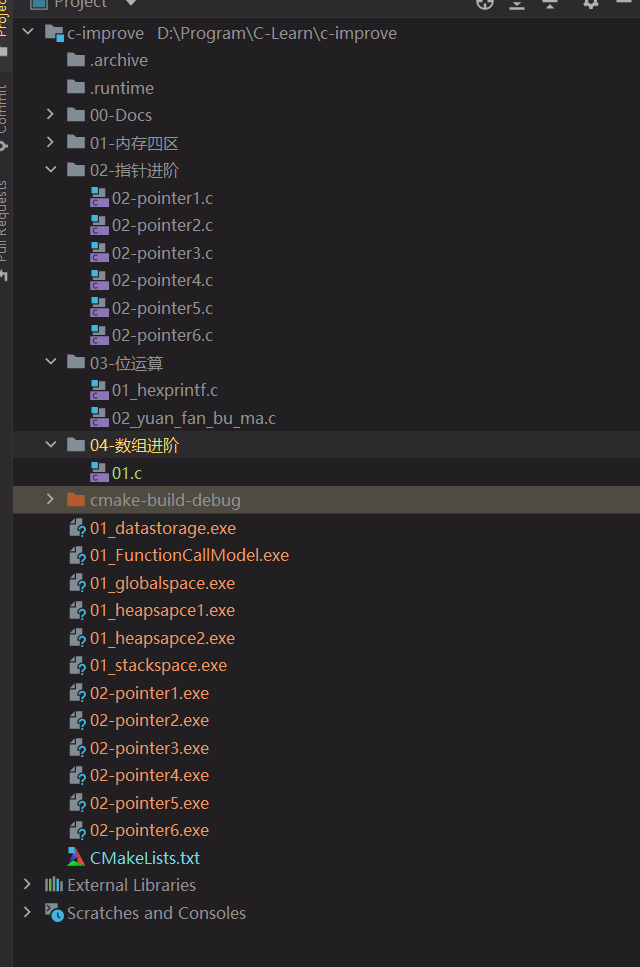 Project
Commit
Pull Requests
Project
c-improve D:\Program\C-Learn\c-improve
.archive
.runtime
00-Docs
01-内存四区
02-指针进阶
02-pointer1.c
02-pointer2.c
02-pointer3.c
02-pointer4.c
02-pointer5.c
02-pointer6.c
03-位运算
01_hexprintf.c
02_yuan_fan_bu_ma.c
04-数组进阶
01.c
cmake-build-debug
01_datastorage.exe
01_FunctionCallModel.exe
01_globalspace.exe
01_heapsapce1.exe
01_heapsapce2.exe
01_stackspace.exe
02-pointer1.exe
02-pointer2.exe
02-pointer3.exe
02-pointer4.exe
02-pointer5.exe
02-pointer6.exe
CMakeLists.txt
External Libraries
Scratches and Consoles